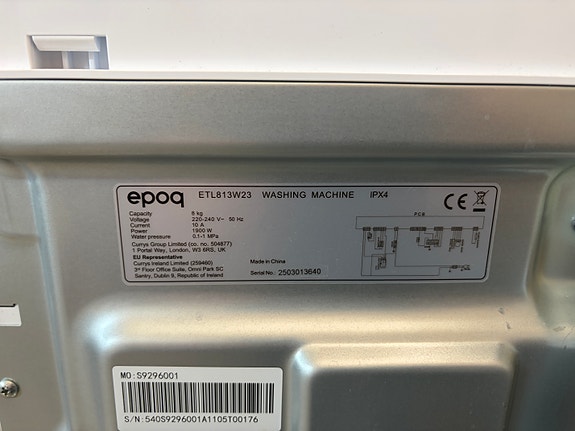 epoq ETL813W23 WASHING MACHINE IPX4
Capacity 8 kg
Voltage 220-240 V~ 50 Hz
Current 10 A
Power 1900 W
Water pressure 0.1-1 MPa
Currys Group Limited (co. no. 504877)
1 Portal Way, London, W3 6RS, UK
EU Representative
Currys Ireland Limited (259460)
3rd Floor Office Suite, Omni Park SC
Santry, Dublin 9, Republic of Ireland
Made in China
Serial No.: 2503013640
CE
PCB
MO:S9296001
S/N:540S9296001A1105T00176